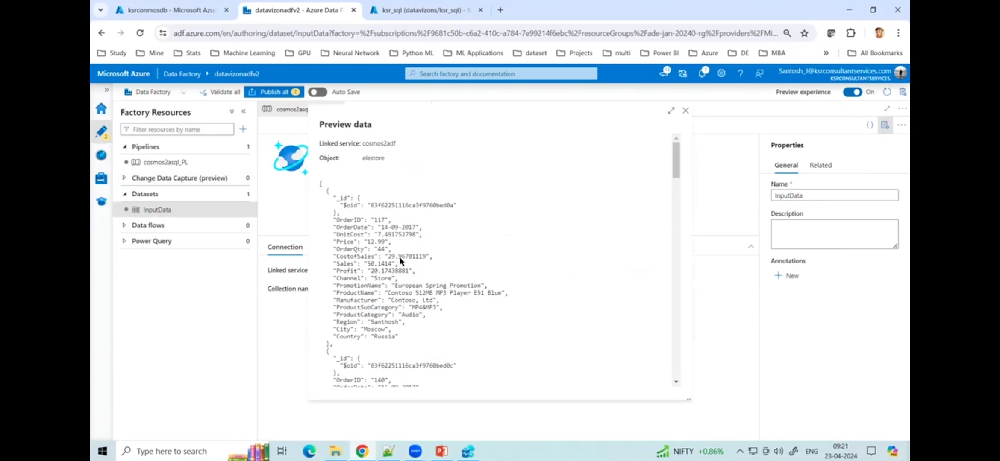 ksrconmosdb - Microsoft Azur
datavizonadfv2 - Azure Data F
ksr_sql (datavizons/ksr_sql) - M
adf.azure.com/en/authoring/dataset/InputData?factory=%2Fsubscriptions%2F9681c50b-c6a2-410c-a784-7e99214f6ebc%2FresourceGroups%2Fade-jan-20240-rg%2Fproviders%2FMi...
Study Mine Stats Machine Learning GPU Neural Network Python ML ML Applications dataset Projects multi Power BI Azure DE MBA » All Bookmarks
Microsoft Azure Data Factory datavizonadfv2
Search factory and documentation
13
1
Santosh_J@ksrconsultantservices.com
KSRCONSULTANTSERVICES.
Data Factory Validate all Publish all 2 Auto Save
Preview experience On
2
Factory Resources
Filter resources by name
Pipelines 1
cosmos2asql_PL
Change Data Capture (preview) 0
Datasets 1
InputData
Data flows 0
Power Query 0
cosmos2asq
Connection
Linked service
Collection nam
Preview data
Linked service: cosmos2adf
Object: elestore
[
{
"_id": {
"$oid": "63f62251116ca3f9760bed0a"
},
"OrderID": "117",
"OrderDate": "14-09-2017",
"UnitCost": "7.491752798",
"Price": "12.99",
"OrderQty": "44",
"CostofSales": "29.96701119",
"Sales": "50.1414",
"Profit": "20.17438881",
"Channel": "Store",
"PromotionName": "European Spring Promotion",
"ProductName": "Contoso 512MB MP3 Player E51 Blue",
"Manufacturer": "Contoso, Ltd",
"ProductSubCategory": "MP4&MP3",
"ProductCategory": "Audio",
"Region": "Santhosh",
"City": "Moscow",
"Country": "Russia"
},
{
"_id": {
"$oid": "63f62251116ca3f9760bed0c"
},
"OrderID": "140",
Properties
General Related
Name *
InputData
Description
Annotations
New
Type here to search
zoom
NIFTY +0.86%
ENG
09:21
23-04-2024